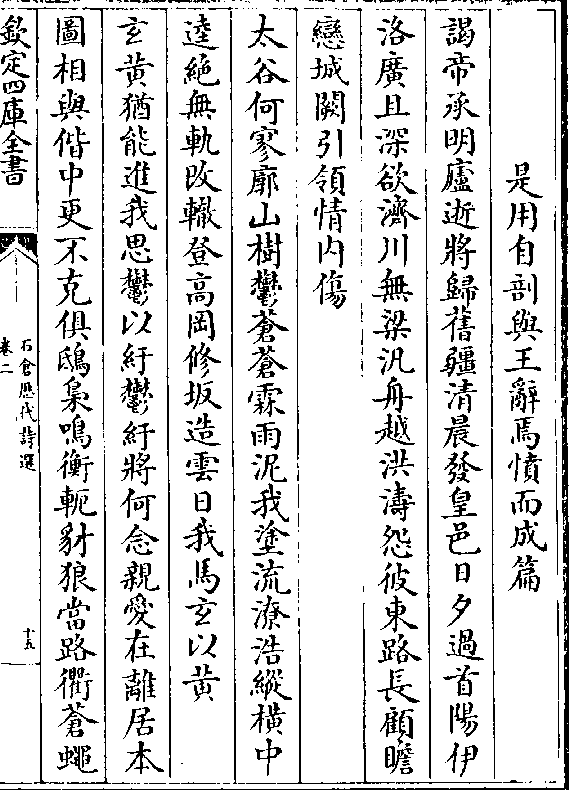 是用自剖與王辭焉憤而成篇
謁帝承明廬逝將歸舊疆清晨發皇邑日夕過首陽伊
洛廣且深欲濟川無梁汎舟越洪濤怨彼東路長顧瞻
戀城闕引領情内傷
太谷何寥廓山樹鬱蒼蒼霖雨泥我塗流潦浩縱橫中
逵絶無軌改轍登高岡修坂造雲日我馬玄以黄
玄黄猶能進我思鬱以紆鬱紆將何念親愛在離居本
圖相與偕中更不克俱鴟梟鳴衡軛豺狼當路衢蒼蠅
欽定四庫全書
石倉歴代詩選
卷二
十五